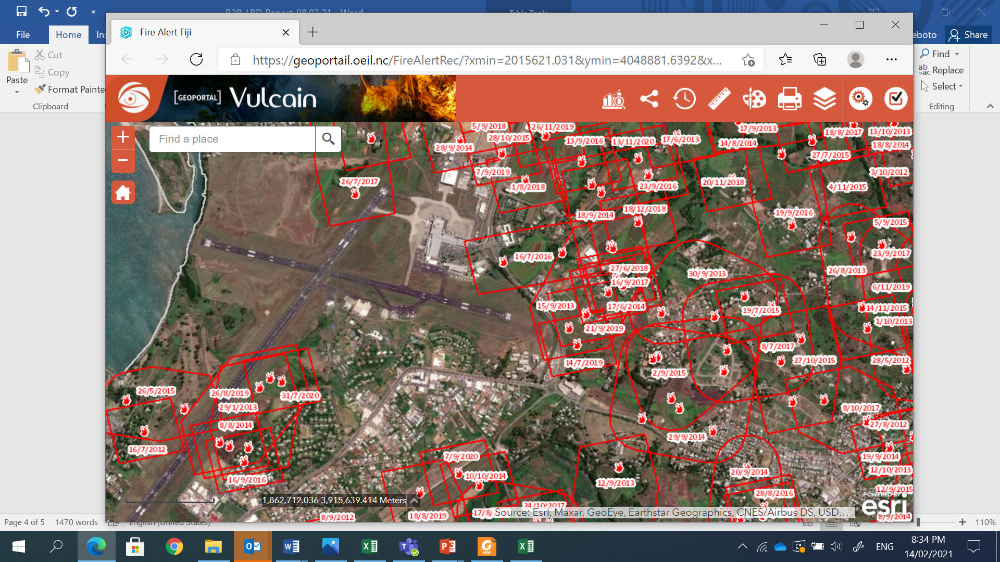 B2B LBD Report_08.02.21 - Word
Table Tools
File
Home
Ins
eboto
Share
Fire Alert Fiji
https://geoportail.oeil.nc/FireAlertRec/?xmin=2015621.031&ymin=4048881.6392&x...
Paste
Cut
Copy
Format Painte
Clipboard
Find
Replace
Select
Editing
[GEOPORTAL] Vulcain
Find a place
5/9/2018
26/11/2019
17/9/2013
18/8/2017
13/10/2013
28/10/2015
13/9/2016
13/11/2020
17/6/2013
14/8/2014
18/8/2014
28/9/2014
27/7/2015
7/9/2019
3/10/2012
26/7/2017
1/8/2018
23/9/2016
20/11/2018
4/11/2015
18/9/2014
18/12/2018
19/9/2016
5/9/2015
16/7/2016
23/9/2017
27/6/2018
30/9/2013
26/8/2013
16/9/2017
6/11/2019
15/9/2013
17/6/2014
19/7/2015
14/11/2015
1/10/2013
21/9/2019
8/7/2017
14/7/2019
27/10/2015
28/5/2012
2/9/2015
26/5/2015
26/8/2019
31/7/2020
29/1/2013
8/10/2017
8/8/2014
27/8/2012
29/9/2014
16/7/2012
7/9/2020
19/9/2014
16/9/2016
10/10/2014
12/9/2013
20/9/2014
12/10/2013
28/8/2016
12/9/2015
1,862,712.036 3,915,639.414 Meters
24/10/2017
POWERED BY
esri
8/9/2012
18/8/2019
17/8/
Source: Esri, Maxar, GeoEye, Earthstar Geographics, CNES/Airbus DS, USD...
8/9/2014
Page 4 of 5
1470 words
English (United States)
110%
ENG
8:34 PM
14/02/2021